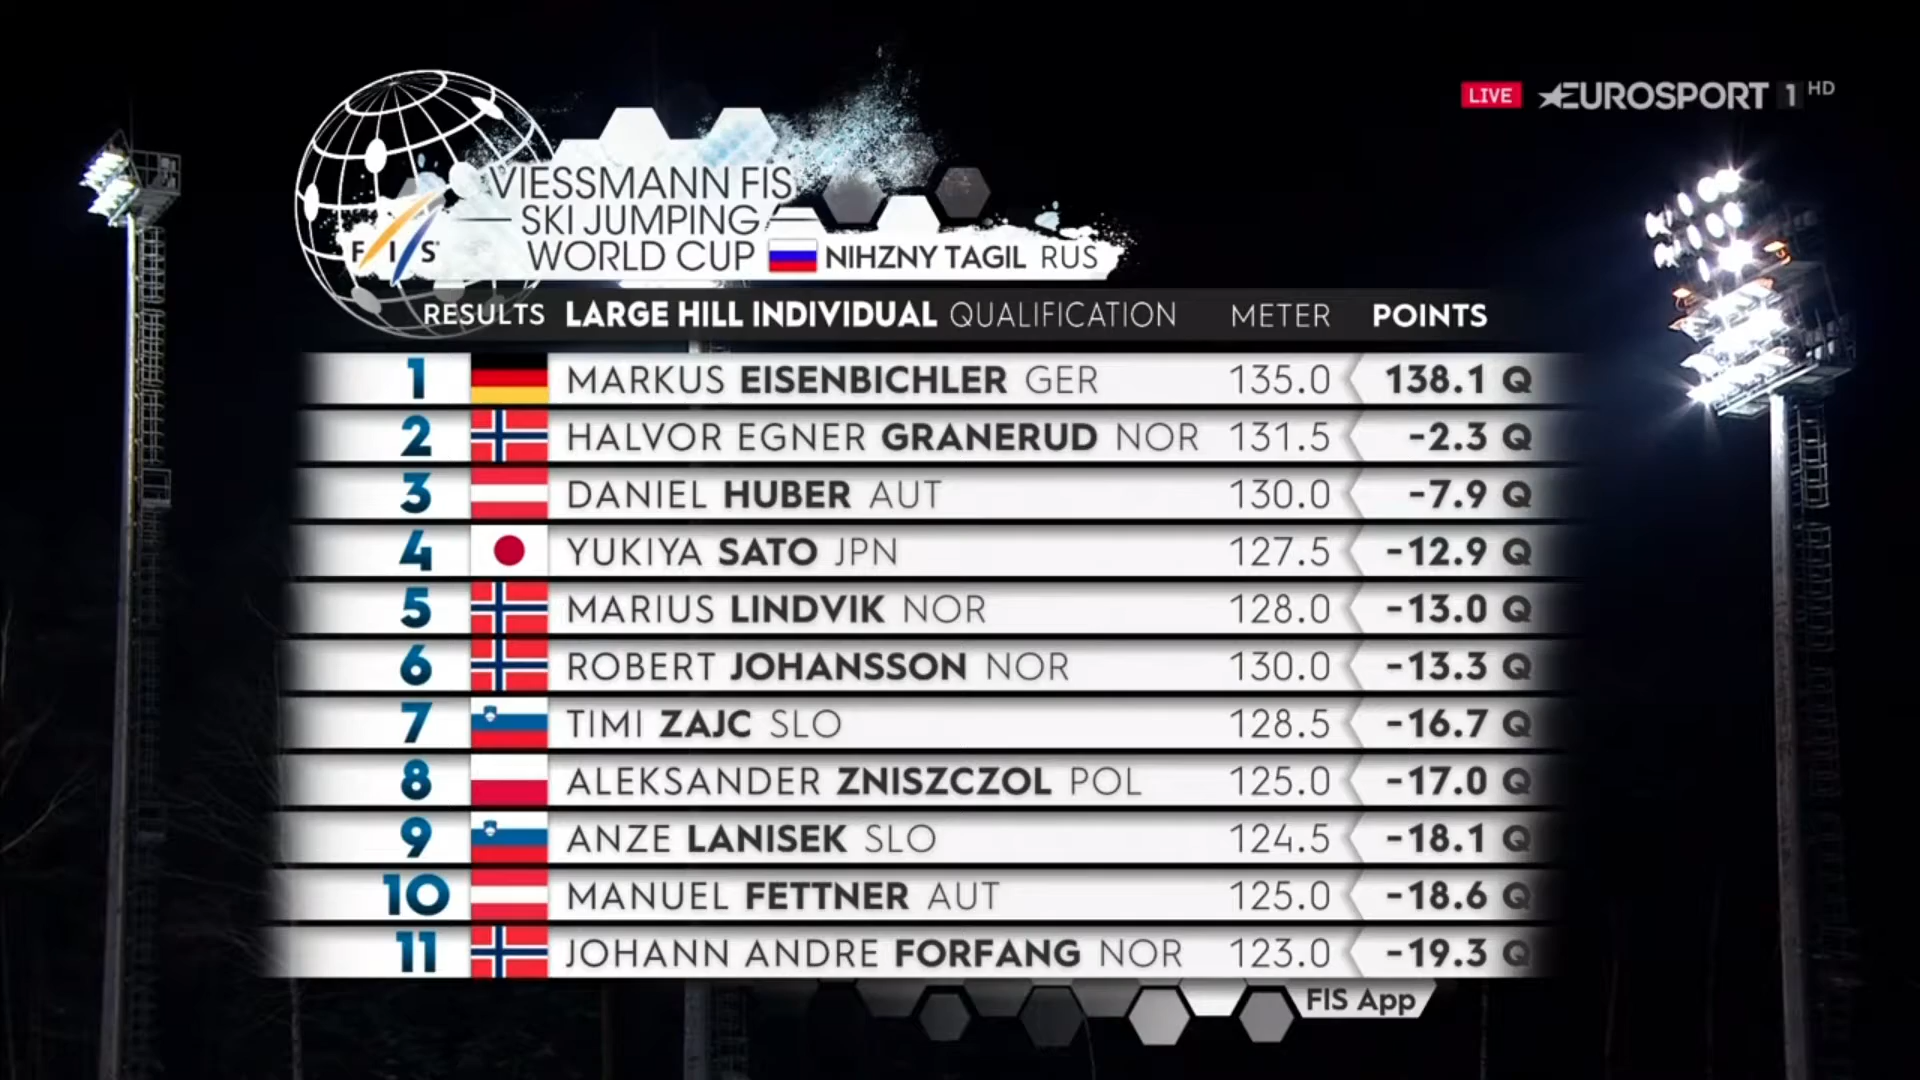 LIVE EUROSPORT 1 HD
VIESSMANN FIS
SKI JUMPING
WORLD CUP NIHZNY TAGIL RUS
FIS
RESULTS LARGE HILL INDIVIDUAL QUALIFICATION METER POINTS
1 MARKUS EISENBICHLER GER 135.0 138.1 Q
2 HALVOR EGNER GRANERUD NOR 131.5 -2.3 Q
3 DANIEL HUBER AUT 130.0 -7.9 Q
4 YUKIYA SATO JPN 127.5 -12.9 Q
5 MARIUS LINDVIK NOR 128.0 -13.0 Q
6 ROBERT JOHANSSON NOR 130.0 -13.3 Q
7 TIMI ZAJC SLO 128.5 -16.7 Q
8 ALEKSANDER ZNISZCZOL POL 125.0 -17.0 Q
9 ANZE LANISEK SLO 124.5 -18.1 Q
10 MANUEL FETTNER AUT 125.0 -18.6 Q
11 JOHANN ANDRE FORFANG NOR 123.0 -19.3 Q
FIS App